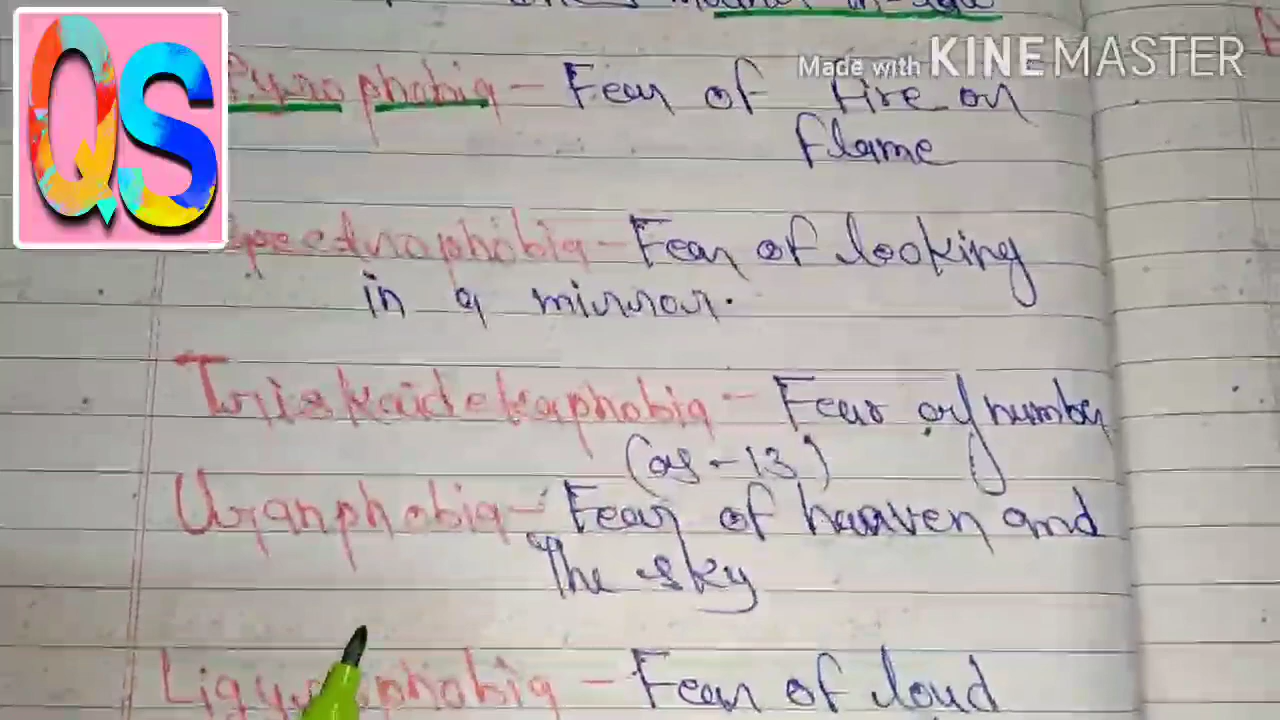 Made with KINEMASTER
QS
Pyrophobia - Fear of Fire or
flame
Spectrophobia - Fear of looking
in a mirror.
Triskaidekaphobia - Fear of number
(as - 13)
Uranphobia - Fear of heaven and
The sky
phobia - Fear of loud